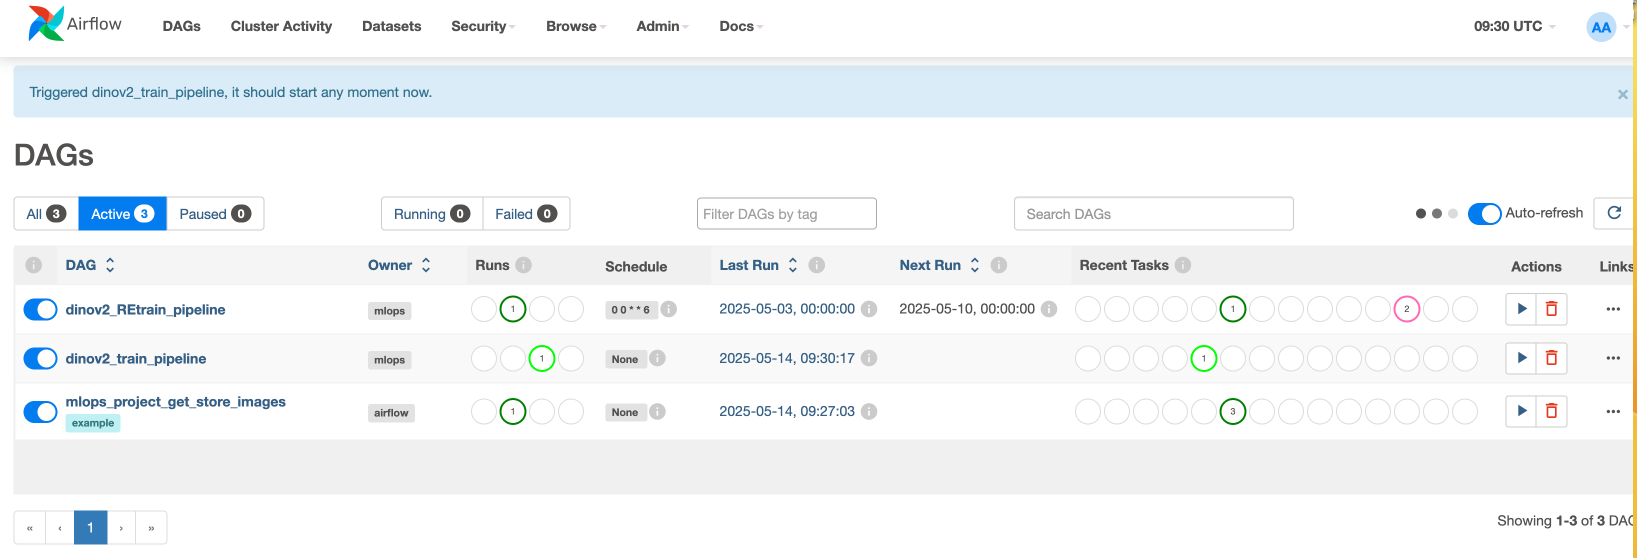 Airflow DAGs Cluster Activity Datasets Security Browse Admin Docs 09:30 UTC AA
Triggered dinov2_train_pipeline, it should start any moment now. ×
DAGs
All 3 Active 3 Paused 0 Running 0 Failed 0 Filter DAGs by tag Search DAGs Auto-refresh
i DAG Owner Runs i Schedule Last Run i Next Run i Recent Tasks i Actions Links
dinov2_REtrain_pipeline mlops 1 0 0 * * 6 i 2025-05-03, 00:00:00 i 2025-05-10, 00:00:00 i 1 2 ...
dinov2_train_pipeline mlops 1 None i 2025-05-14, 09:30:17 i 1 ...
mlops_project_get_store_images airflow 1 None i 2025-05-14, 09:27:03 i 3 ...
example
« ‹ 1 › »
Showing 1-3 of 3